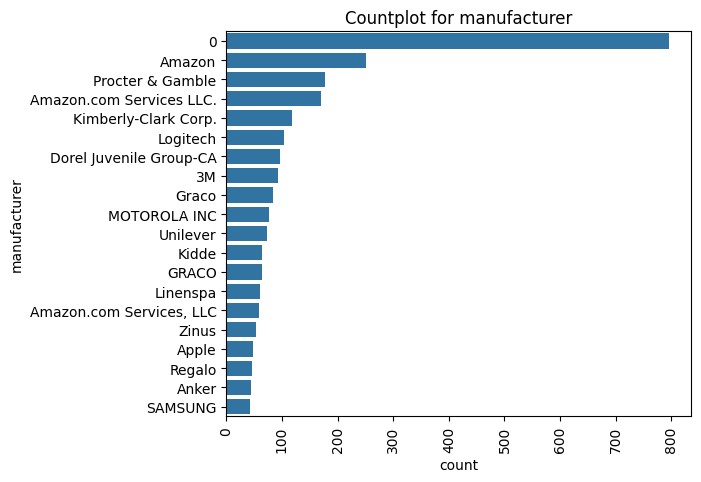 Countplot for manufacturer
manufacturer
0
Amazon
Procter & Gamble
Amazon.com Services LLC.
Kimberly-Clark Corp.
Logitech
Dorel Juvenile Group-CA
3M
Graco
MOTOROLA INC
Unilever
Kidde
GRACO
Linenspa
Amazon.com Services, LLC
Zinus
Apple
Regalo
Anker
SAMSUNG
0
100
200
300
400
500
600
700
800
count